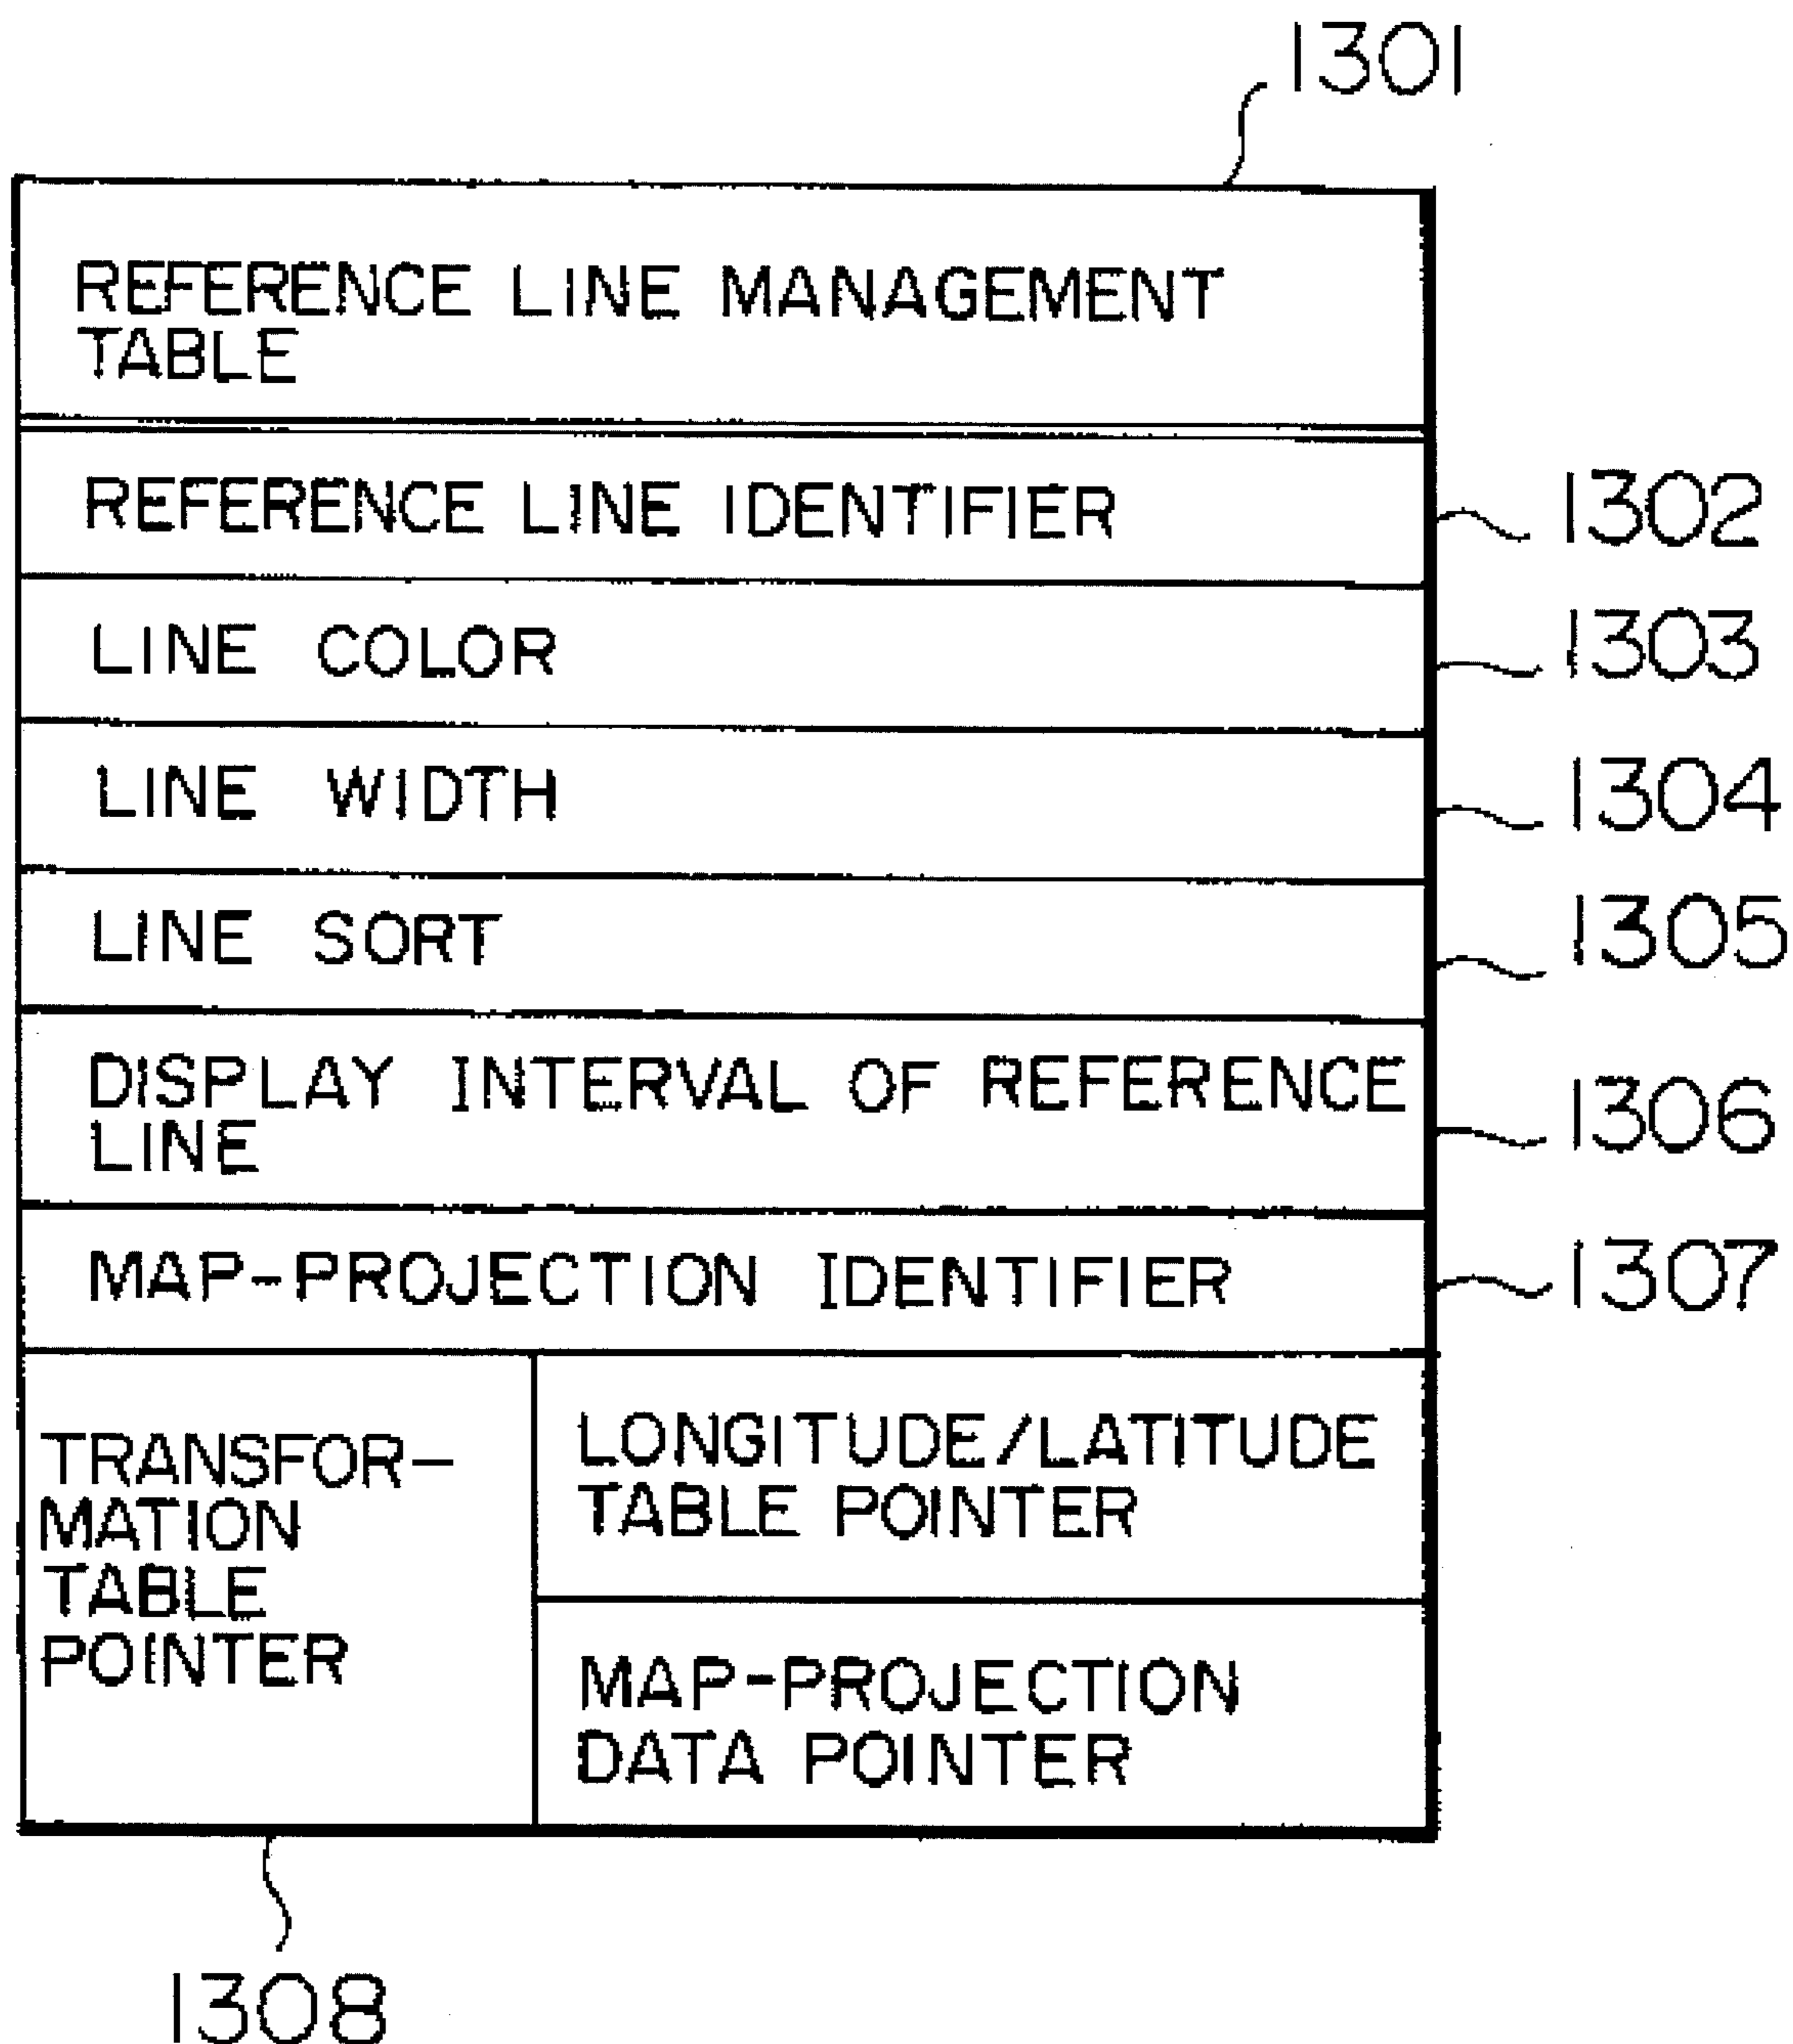 1301
REFERENCE LINE MANAGEMENT
TABLE
REFERENCE LINE IDENTIFIER
1302
LINE COLOR
1303
LINE WIDTH
1304
LINE SORT
1305
DISPLAY INTERVAL OF REFERENCE
LINE
1306
MAP-PROJECTION IDENTIFIER
1307
TRANSFOR-
MATION
TABLE
POINTER
LONGITUDE/LATITUDE
TABLE POINTER
MAP-PROJECTION
DATA POINTER
1308